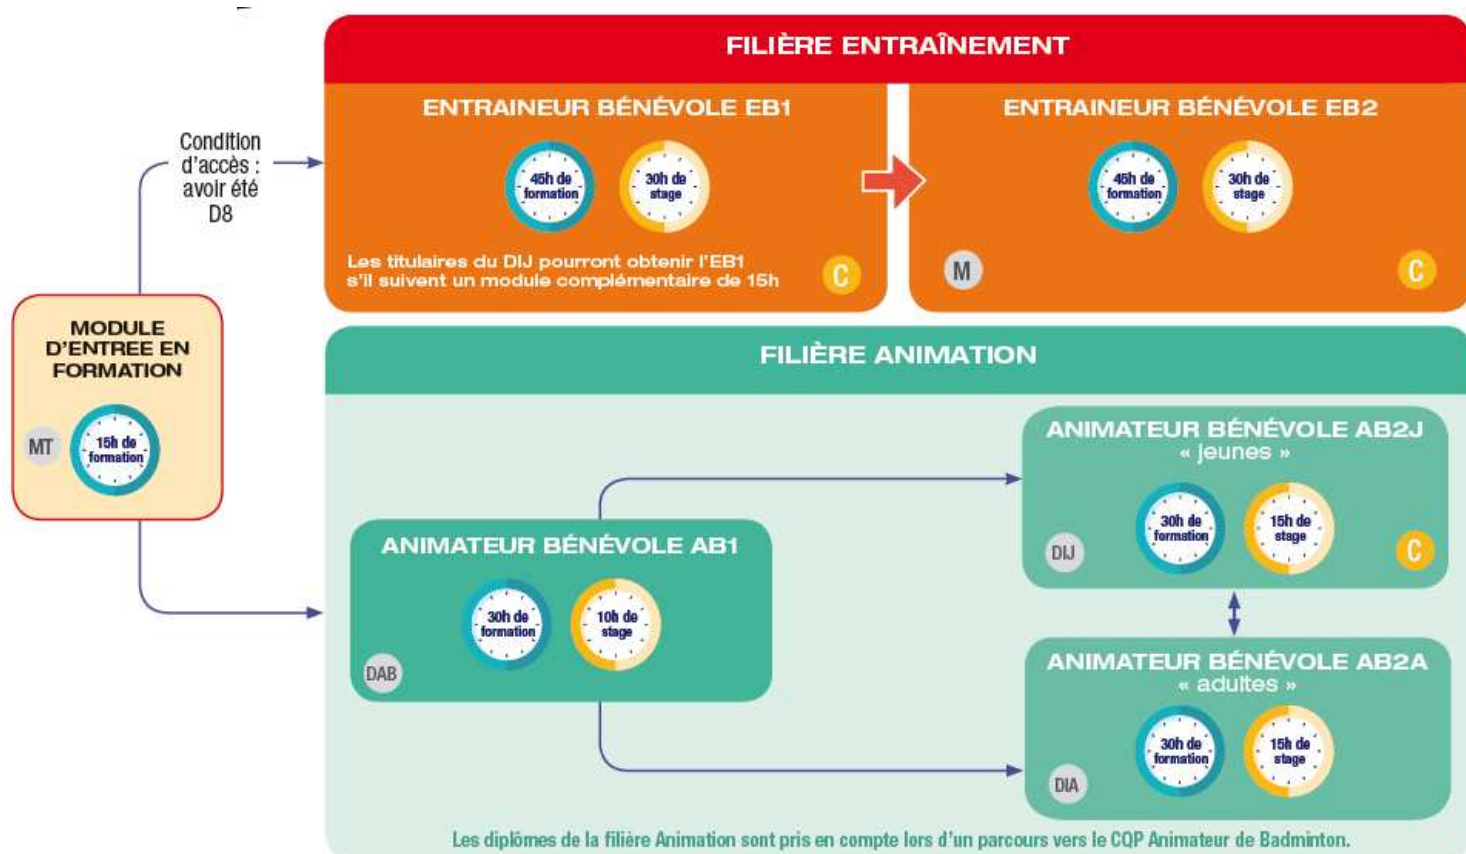 FILIÈRE ENTRAÎNEMENT
ENTRAINEUR BÉNÉVOLE EB1
45h de
formation
30h de
stage
Les titulaires du DIJ pourront obtenir l'EB1
s'il suivent un module complémentaire de 15h
C
ENTRAINEUR BÉNÉVOLE EB2
45h de
formation
30h de
stage
M
C
Condition
d'accès :
avoir été
D8
MODULE
D'ENTREE EN
FORMATION
MT
15h de
formation
FILIÈRE ANIMATION
ANIMATEUR BÉNÉVOLE AB1
30h de
formation
10h de
stage
DAB
ANIMATEUR BÉNÉVOLE AB2J
« jeunes »
30h de
formation
15h de
stage
DIJ
C
ANIMATEUR BÉNÉVOLE AB2A
« adultes »
30h de
formation
15h de
stage
DIA
Les diplômes de la filière Animation sont pris en compte lors d'un parcours vers le CQP Animateur de Badminton.